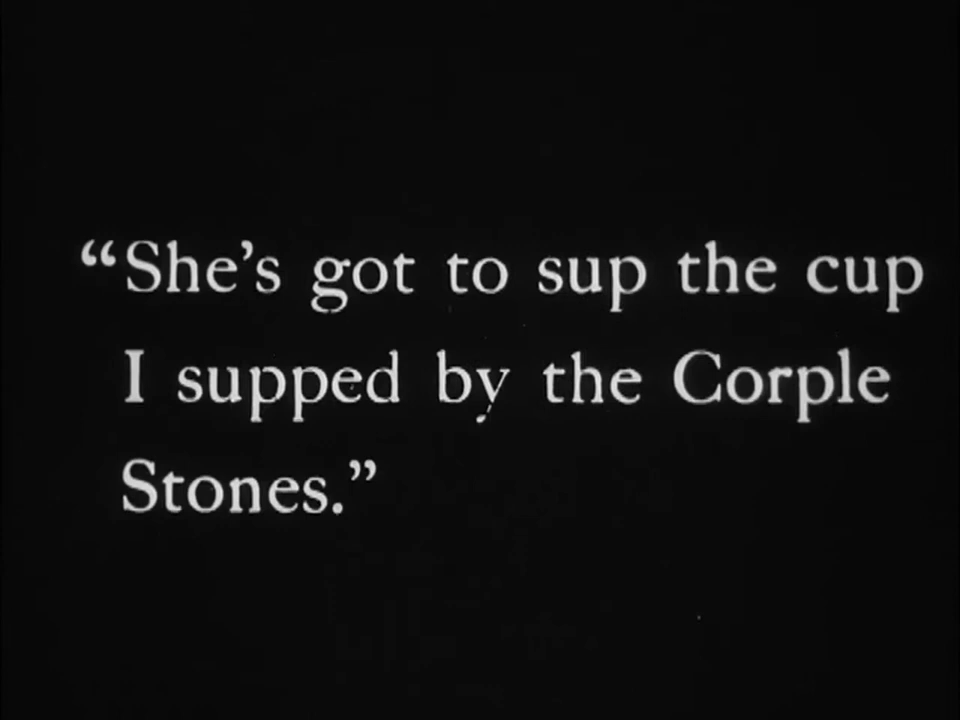 “She’s got to sup the cup
I supped by the Corple
Stones.”